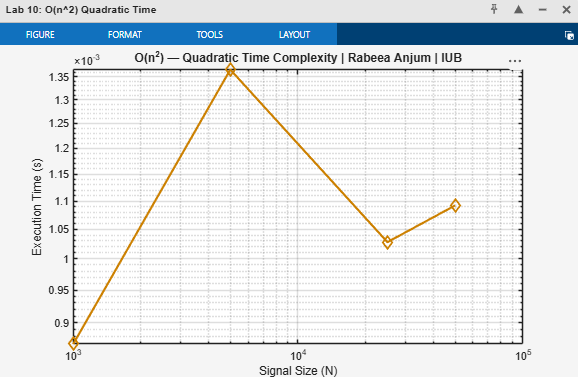 Lab 10: O(n^2) Quadratic Time
FIGURE FORMAT TOOLS LAYOUT
×10⁻³
O(n²) — Quadratic Time Complexity | Rabeea Anjum | IUB
1.35
1.3
1.25
1.2
1.15
1.1
1.05
1
0.95
0.9
Execution Time (s)
10³ 10⁴ 10⁵
Signal Size (N)